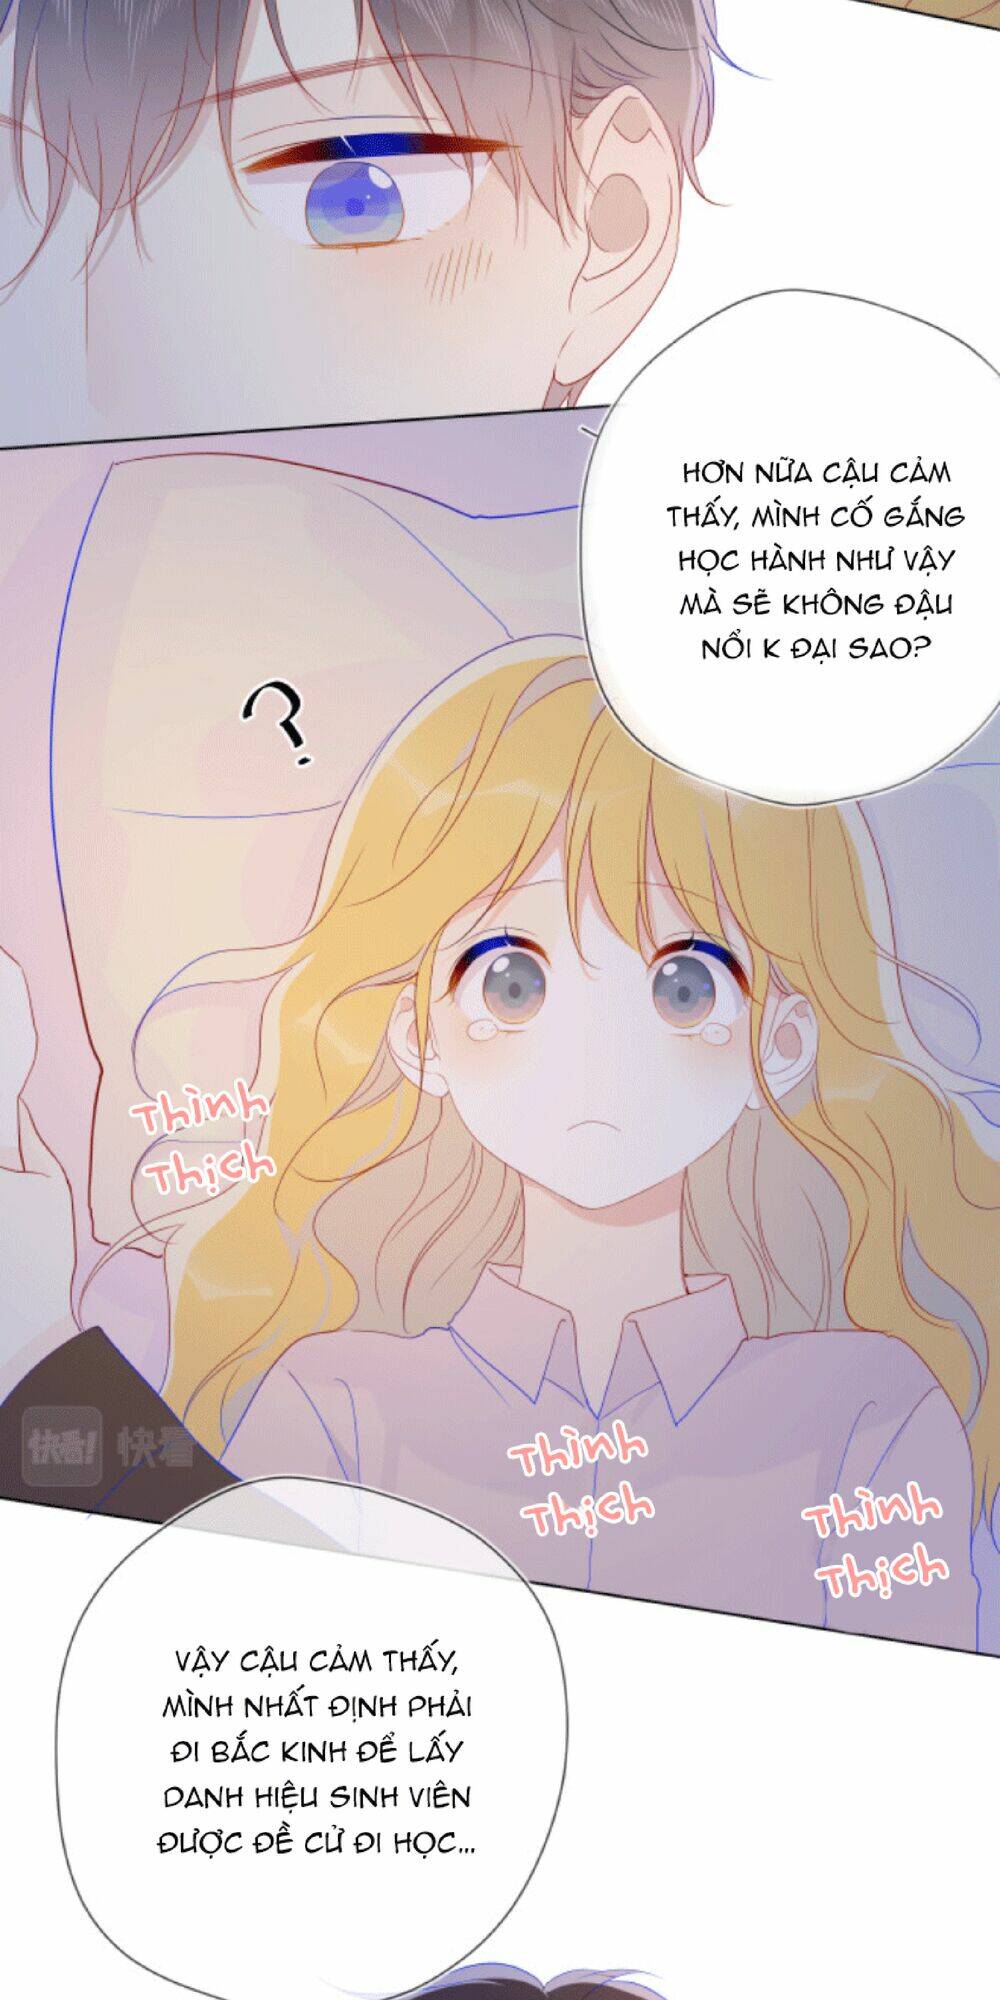 HƠN NỮA CẬU CẢM
THẤY, MÌNH CỐ GẮNG
HỌC HÀNH NHƯ VẬY
MÀ SẼ KHÔNG ĐẬU
NỔI K ĐẠI SAO?
?
THÌNH
THỊCH
快看! 快看
THÌNH
THỊCH
THÌNH
THỊCH
VẬY CẬU CẢM THẤY,
MÌNH NHẤT ĐỊNH PHẢI
ĐI BẮC KINH ĐỂ LẤY
DANH HIỆU SINH VIÊN
ĐƯỢC ĐỀ CỬ ĐI HỌC...